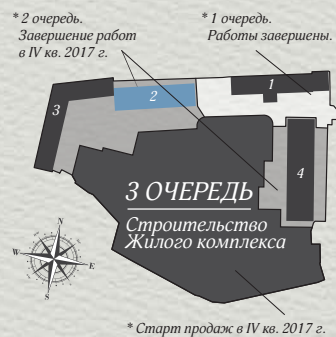 * 2 очередь.
Завершение работ
в IV кв. 2017 г.
* 1 очередь.
Работы завершены.
1
2
3
4
3 ОЧЕРЕДЬ
Строительство
Жилого комплекса
N
W
E
S
* Старт продаж в IV кв. 2017 г.